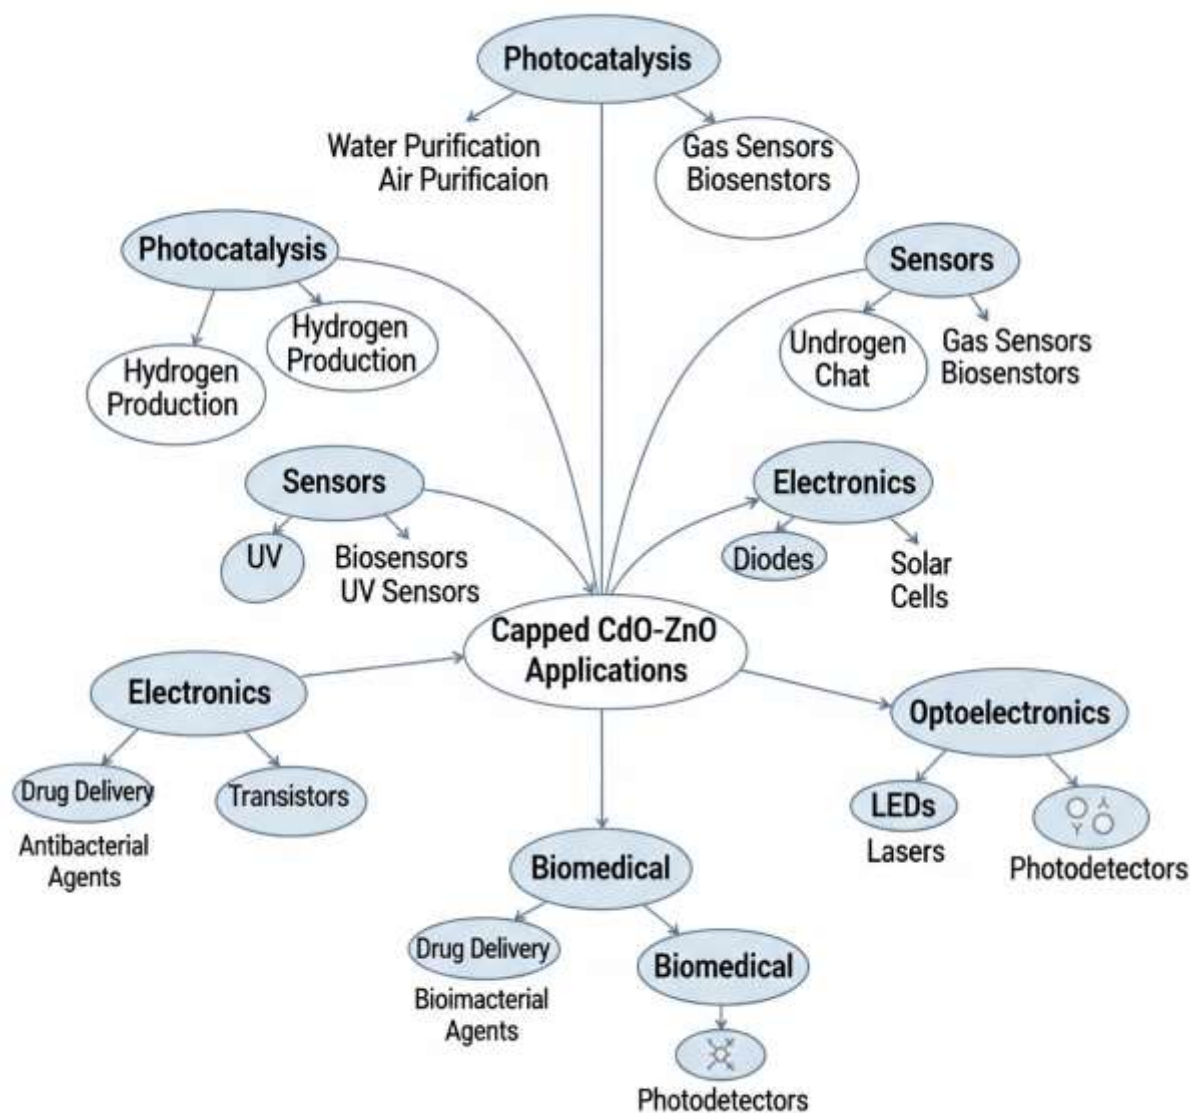 Photocatalysis
Water Purification
Air Purificaion
Gas Sensors
Biosenstors
Photocatalysis
Hydrogen
Production
Hydrogen
Production
Sensors
Undrogen
Chat
Gas Sensors
Biosenstors
Sensors
UV
Biosensors
UV Sensors
Electronics
Diodes
Solar
Cells
Capped CdO-ZnO
Applications
Electronics
Drug Delivery
Antibacterial
Agents
Transistors
Optoelectronics
LEDs
Lasers
Photodetectors
Biomedical
Drug Delivery
Bioimacterial
Agents
Biomedical
Photodetectors